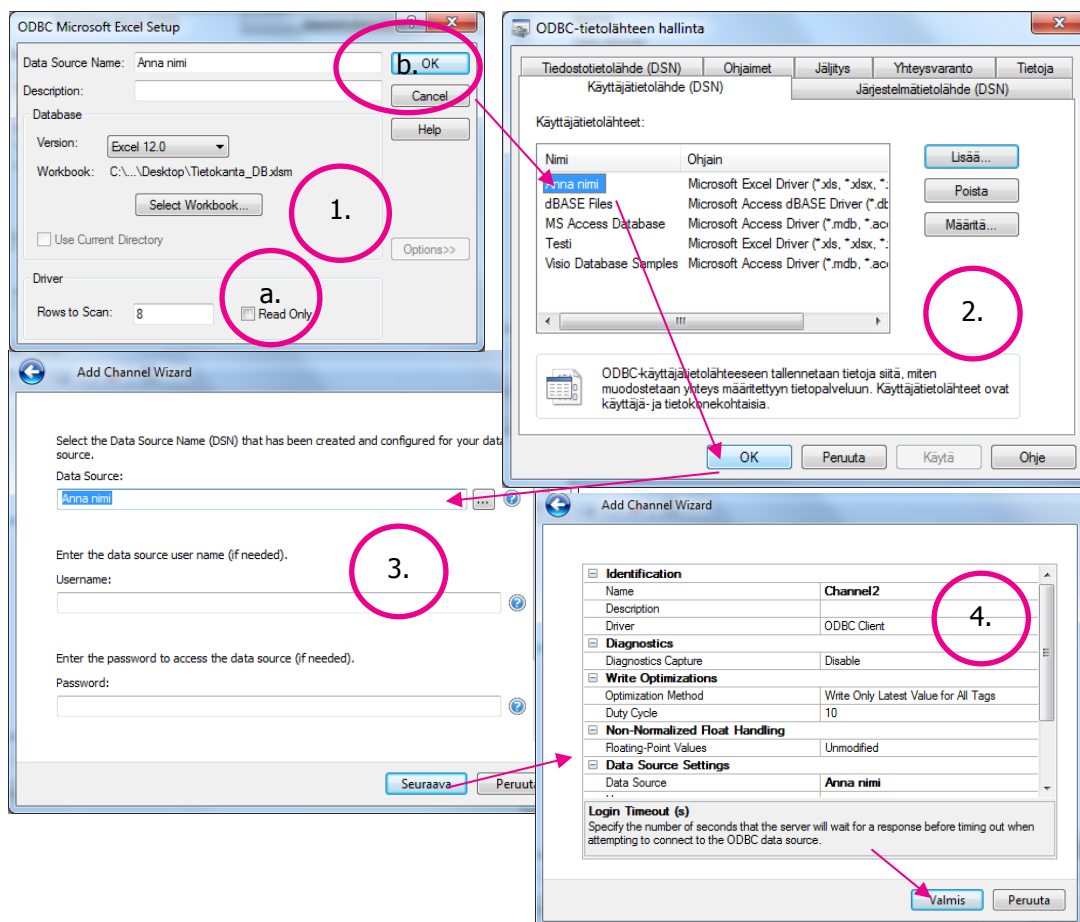 ODBC Microsoft Excel Setup
Data Source Name: Anna nimi
b. OK
Description:
Cancel
Database
Help
Version: Excel 12.0
Workbook: C:\...\Desktop\Tietokanta_DB.xlsm
Select Workbook...
1.
Use Current Directory
Options>>
Driver
a.
Rows to Scan: 8
Read Only
ODBC-tietolähteen hallinta
Tiedostotietolähde (DSN) Ohjaimet Jäljitys Yhteysvaranto Tietoja
Käyttäjätietolähde (DSN) Järjestelmätietolähde (DSN)
Käyttäjätietolähteet:
Nimi Ohjain
Anna nimi Microsoft Excel Driver (*.xls, *.xlsx, *.
dBASE Files Microsoft Access dBASE Driver (*.db
MS Access Database Microsoft Access Driver (*.mdb, *.acc
Testi Microsoft Excel Driver (*.xls, *.xlsx, *.
Visio Database Samples Microsoft Access Driver (*.mdb, *.acc
Lisää...
Poista
Määritä...
2.
ODBC-käyttäjätietolähteeseen tallennetaan tietoja siitä, miten
muodostetaan yhteys määritettyyn tietopalveluun. Käyttäjätietolähteet ovat
käyttäjä- ja tietokonekohtaisia.
OK Peruuta Käytä Ohje
Add Channel Wizard
Select the Data Source Name (DSN) that has been created and configured for your data
source.
Data Source:
Anna nimi ...
3.
Enter the data source user name (if needed).
Username:
Enter the password to access the data source (if needed).
Password:
Seuraava Peruuta
Add Channel Wizard
4.
Identification
Name Channel2
Description
Driver ODBC Client
Diagnostics
Diagnostics Capture Disable
Write Optimizations
Optimization Method Write Only Latest Value for All Tags
Duty Cycle 10
Non-Normalized Float Handling
Floating-Point Values Unmodified
Data Source Settings
Data Source Anna nimi
Login Timeout (s)
Specify the number of seconds that the server will wait for a response before timing out when
attempting to connect to the ODBC data source.
Valmis Peruuta